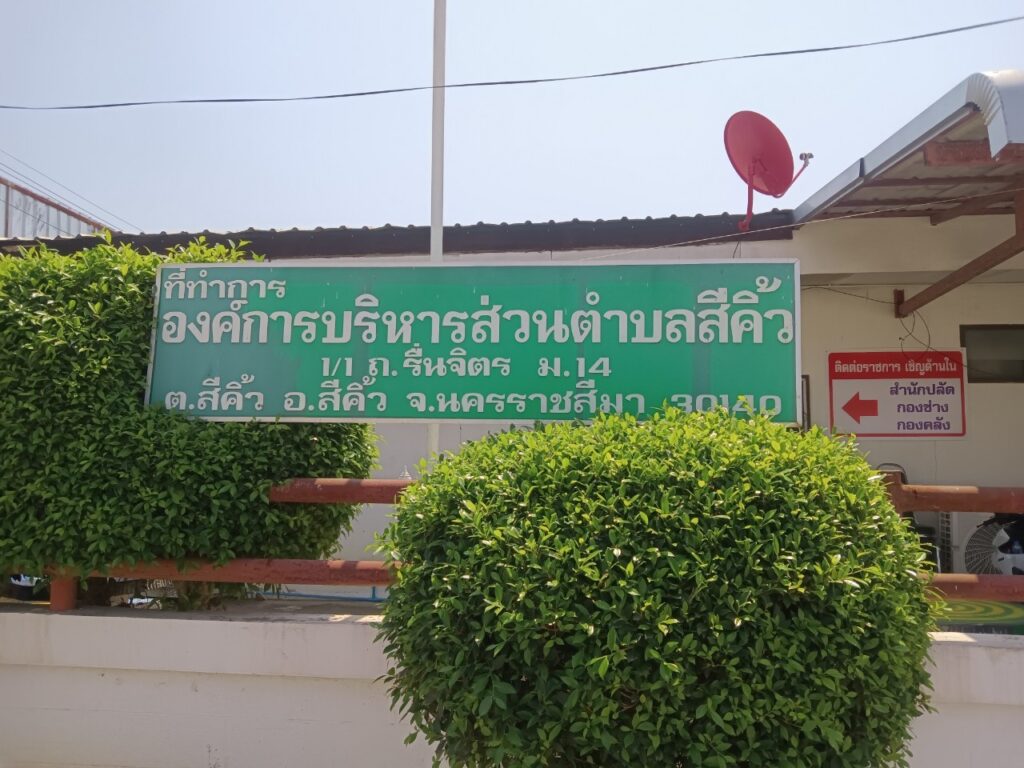 ที่ทำการ
องค์การบริหารส่วนตำบลสีคิ้ว
1/1 ถ.รื่นจิตร ม.14
ต.สีคิ้ว อ.สีคิ้ว จ.นครราชสีมา 30140
ติดต่อราชการ เชิญด้านใน
สำนักปลัด
กองช่าง
กองคลัง